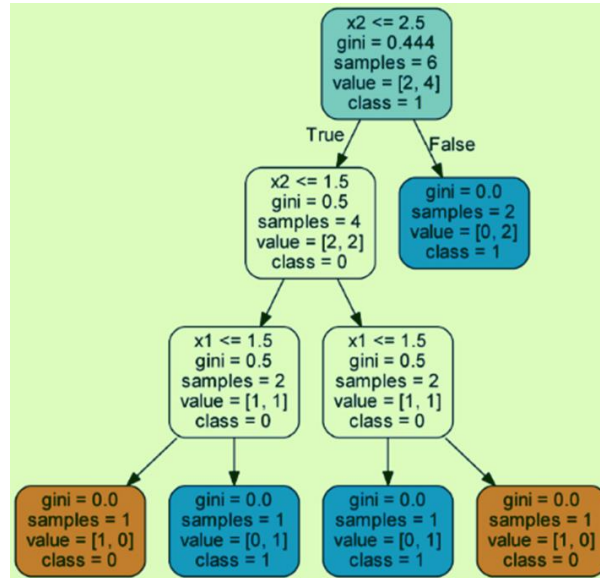 x2 <= 2.5
gini = 0.444
samples = 6
value = [2, 4]
class = 1
True
False
x2 <= 1.5
gini = 0.5
samples = 4
value = [2, 2]
class = 0
gini = 0.0
samples = 2
value = [0, 2]
class = 1
x1 <= 1.5
gini = 0.5
samples = 2
value = [1, 1]
class = 0
x1 <= 1.5
gini = 0.5
samples = 2
value = [1, 1]
class = 0
gini = 0.0
samples = 1
value = [1, 0]
class = 0
gini = 0.0
samples = 1
value = [0, 1]
class = 1
gini = 0.0
samples = 1
value = [0, 1]
class = 1
gini = 0.0
samples = 1
value = [1, 0]
class = 0